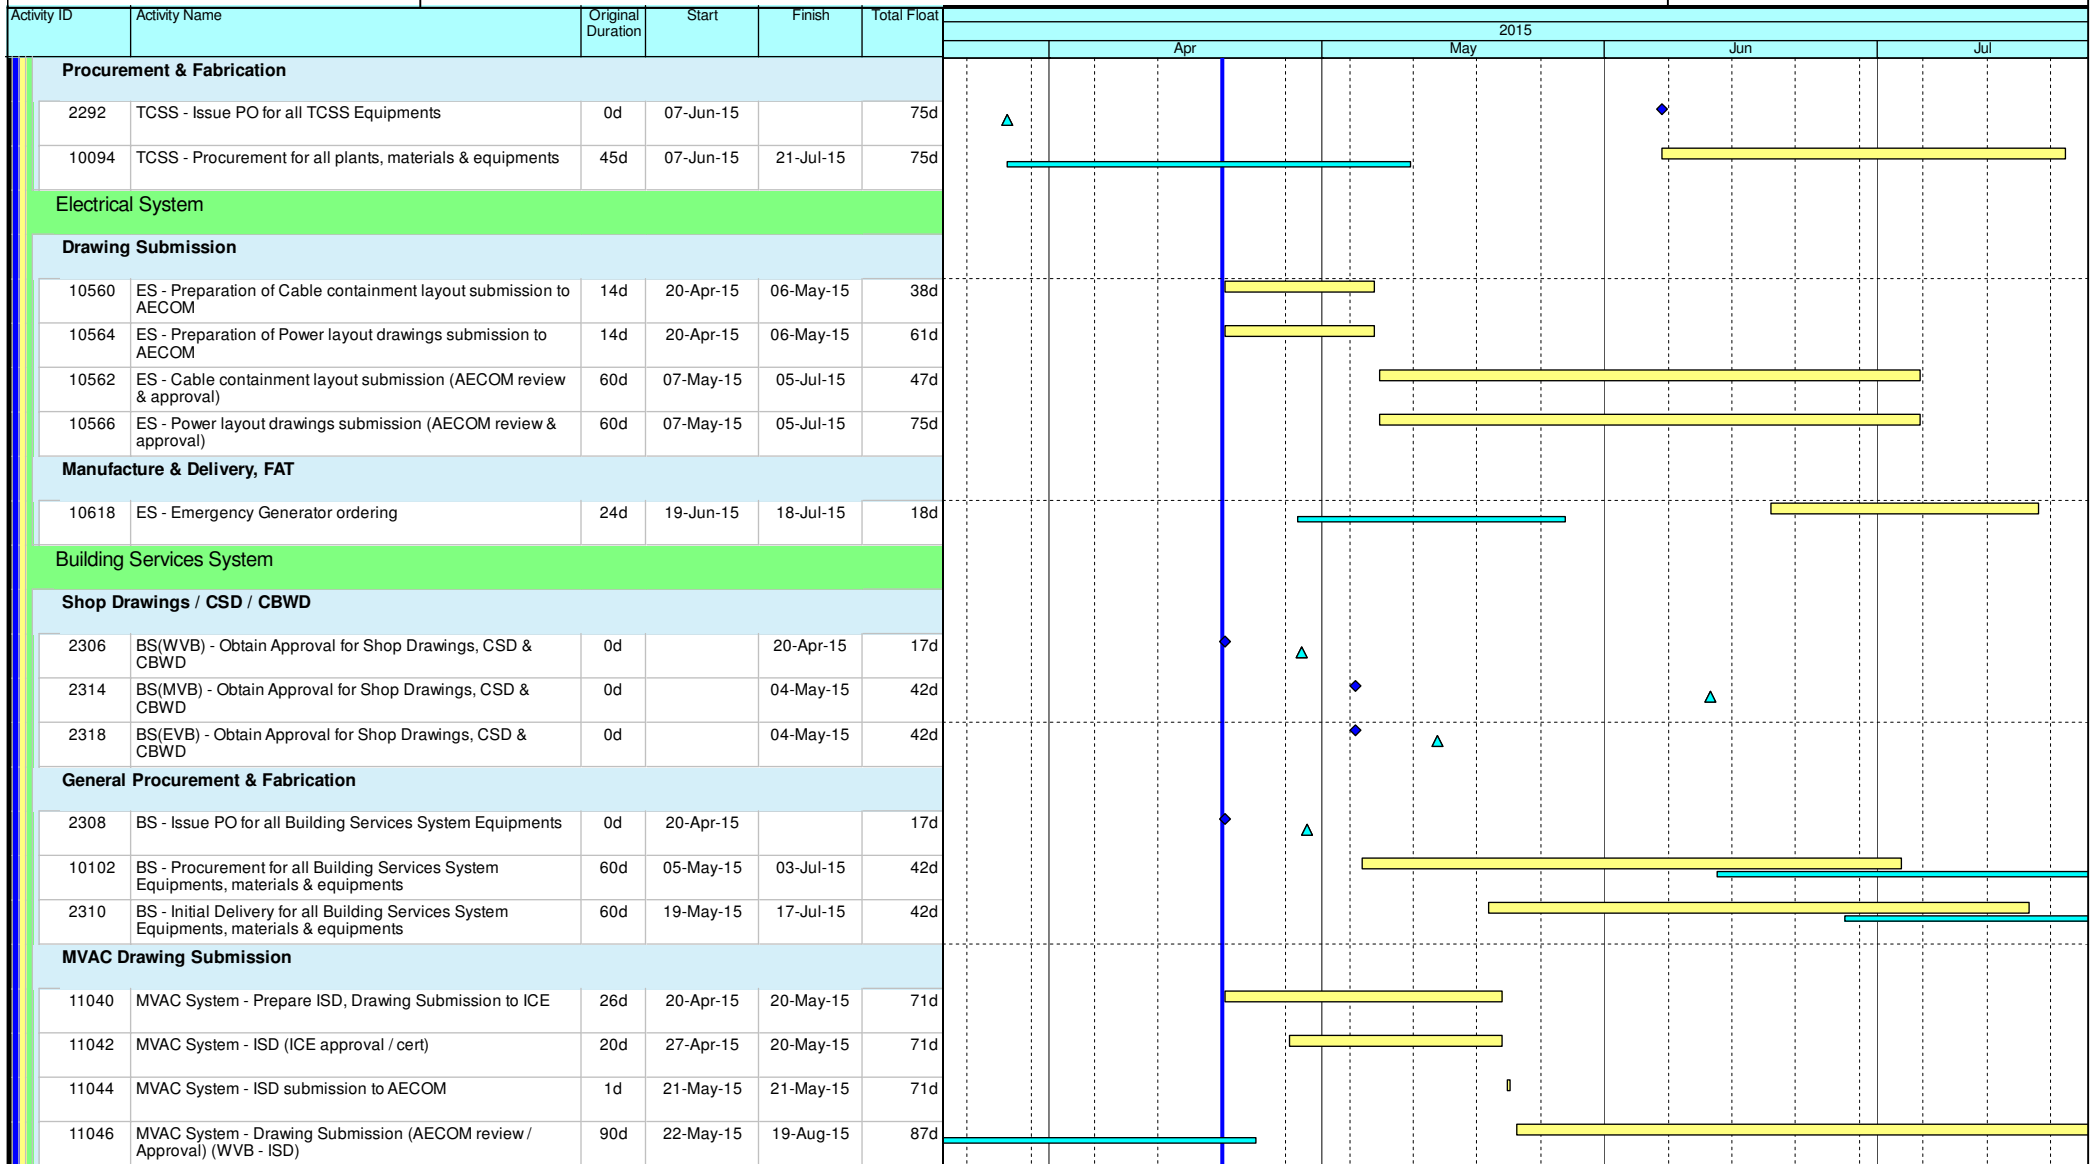 Activity ID Activity Name Original Duration Start Finish Total Float
2015
Apr May Jun Jul
Procurement & Fabrication
2292 TCSS - Issue PO for all TCSS Equipments 0d 07-Jun-15 75d
10094 TCSS - Procurement for all plants, materials & equipments 45d 07-Jun-15 21-Jul-15 75d
Electrical System
Drawing Submission
10560 ES - Preparation of Cable containment layout submission to 14d 20-Apr-15 06-May-15 38d
AECOM
10564 ES - Preparation of Power layout drawings submission to 14d 20-Apr-15 06-May-15 61d
AECOM
10562 ES - Cable containment layout submission (AECOM review 60d 07-May-15 05-Jul-15 47d
& approval)
10566 ES - Power layout drawings submission (AECOM review & 60d 07-May-15 05-Jul-15 75d
approval)
Manufacture & Delivery, FAT
10618 ES - Emergency Generator ordering 24d 19-Jun-15 18-Jul-15 18d
Building Services System
Shop Drawings / CSD / CBWD
2306 BS(WVB) - Obtain Approval for Shop Drawings, CSD & 0d 20-Apr-15 17d
CBWD
2314 BS(MVB) - Obtain Approval for Shop Drawings, CSD & 0d 04-May-15 42d
CBWD
2318 BS(EVB) - Obtain Approval for Shop Drawings, CSD & 0d 04-May-15 42d
CBWD
General Procurement & Fabrication
2308 BS - Issue PO for all Building Services System Equipments 0d 20-Apr-15 17d
10102 BS - Procurement for all Building Services System 60d 05-May-15 03-Jul-15 42d
Equipments, materials & equipments
2310 BS - Initial Delivery for all Building Services System 60d 19-May-15 17-Jul-15 42d
Equipments, materials & equipments
MVAC Drawing Submission
11040 MVAC System - Prepare ISD, Drawing Submission to ICE 26d 20-Apr-15 20-May-15 71d
11042 MVAC System - ISD (ICE approval / cert) 20d 27-Apr-15 20-May-15 71d
11044 MVAC System - ISD submission to AECOM 1d 21-May-15 21-May-15 71d
11046 MVAC System - Drawing Submission (AECOM review / 90d 22-May-15 19-Aug-15 87d
Approval) (WVB - ISD)